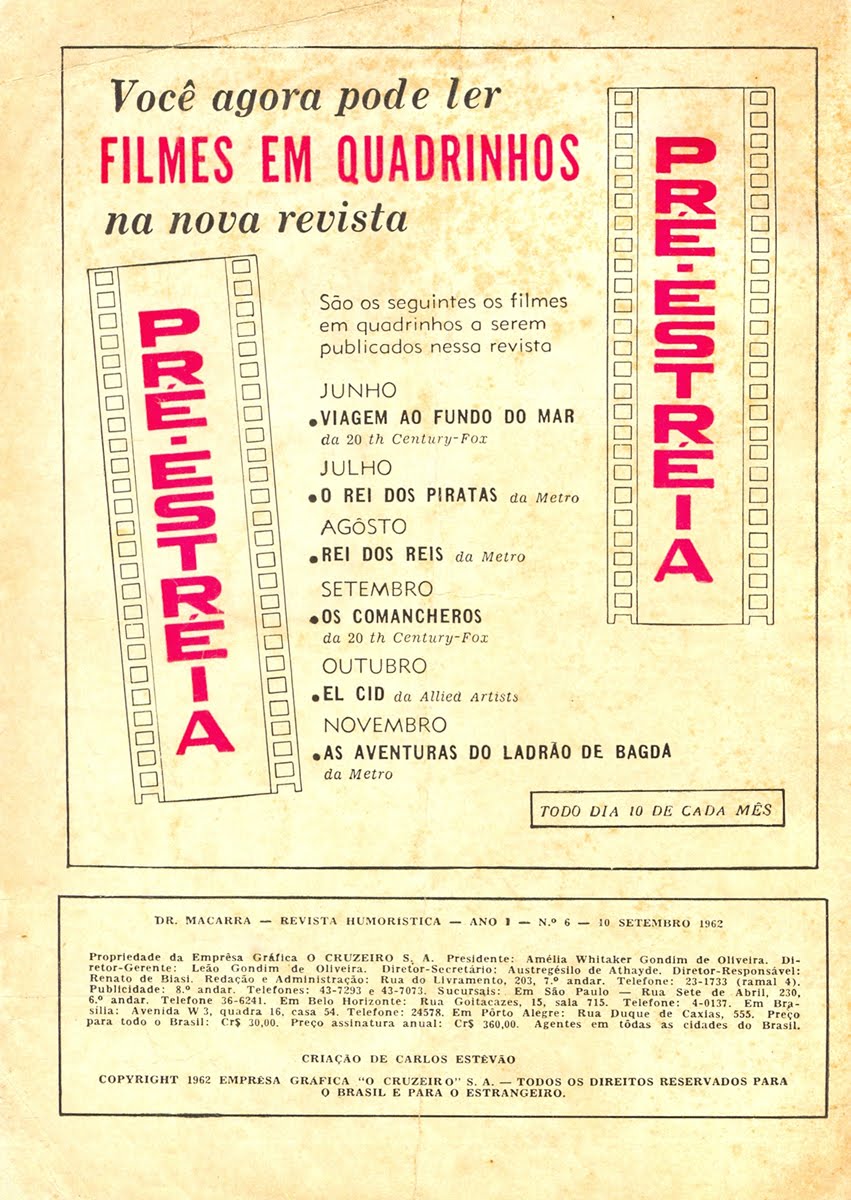 Você agora pode ler
FILMES EM QUADRINHOS
na nova revista
PRÉ-ESTRÉIA
PRÉ-ESTRÉIA
São os seguintes os filmes
em quadrinhos a serem
publicados nessa revista
JUNHO
•VIAGEM AO FUNDO DO MAR
da 20 th Century-Fox
JULHO
•O REI DOS PIRATAS da Metro
AGÔSTO
•REI DOS REIS da Metro
SETEMBRO
•OS COMANCHEROS
da 20 th Century-Fox
OUTUBRO
•EL CID da Allied Artists
NOVEMBRO
•AS AVENTURAS DO LADRÃO DE BAGDÁ
da Metro
TODO DIA 10 DE CADA MÊS
DR. MACARRA — REVISTA HUMORÍSTICA — ANO I — N.º 6 — 10 SETEMBRO 1962
Propriedade da Emprêsa Gráfica O CRUZEIRO S. A. Presidente: Amélia Whitaker Gondim de Oliveira. Di-
retor-Gerente: Leão Gondim de Oliveira. Diretor-Secretário: Austregésilo de Athayde. Diretor-Responsável:
Renato de Biasi. Redação e Administração: Rua do Livramento, 203, 7.º andar. Telefone: 23-1733 (ramal 4).
Publicidade: 8.º andar. Telefones: 43-7293 e 43-7073. Sucursais: Em São Paulo — Rua Sete de Abril, 230,
6.º andar. Telefone 36-6241. Em Belo Horizonte: Rua Goitacazes, 15, sala 715. Telefone: 4-0137. Em Bra-
sília: Avenida W 3, quadra 16, casa 54. Telefone: 24578. Em Pôrto Alegre: Rua Duque de Caxias, 555. Preço
para todo o Brasil: Cr$ 30,00. Preço assinatura anual: Cr$ 360,00. Agentes em tôdas as cidades do Brasil.
CRIAÇÃO DE CARLOS ESTÊVÃO
COPYRIGHT 1962 EMPRÊSA GRÁFICA "O CRUZEIRO" S. A. — TODOS OS DIREITOS RESERVADOS PARA
O BRASIL E PARA O ESTRANGEIRO.